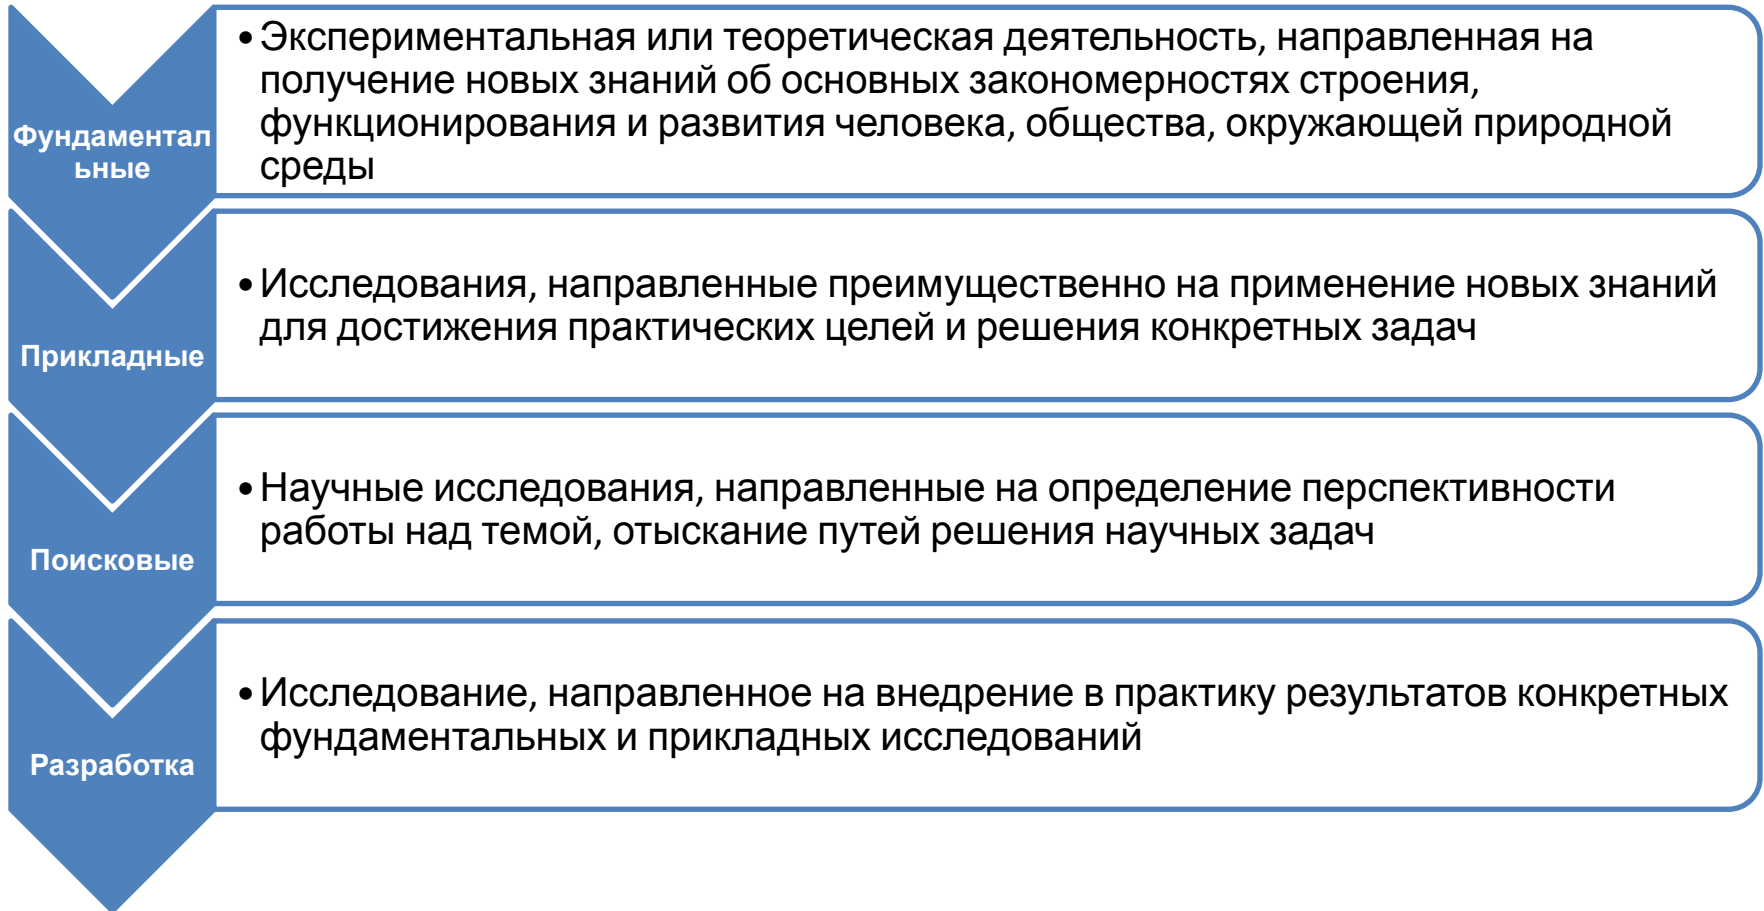 Фундаментал
ьные
• Экспериментальная или теоретическая деятельность, направленная на
получение новых знаний об основных закономерностях строения,
функционирования и развития человека, общества, окружающей природной
среды
Прикладные
• Исследования, направленные преимущественно на применение новых знаний
для достижения практических целей и решения конкретных задач
Поисковые
• Научные исследования, направленные на определение перспективности
работы над темой, отыскание путей решения научных задач
Разработка
• Исследование, направленное на внедрение в практику результатов конкретных
фундаментальных и прикладных исследований